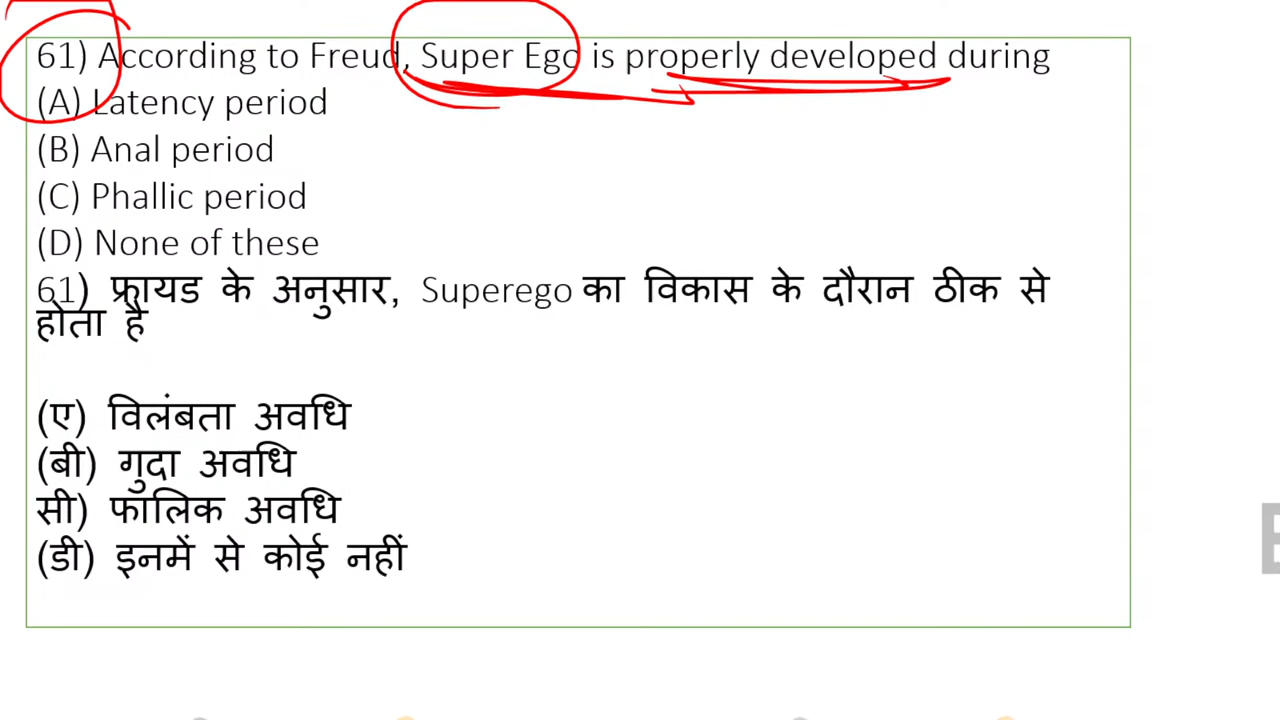 61) According to Freud, Super Ego is properly developed during
(A) Latency period
(B) Anal period
(C) Phallic period
(D) None of these
61) फ्रायड के अनुसार, Superego का विकास के दौरान ठीक से
होता है
(ए) विलंबता अवधि
(बी) गुदा अवधि
सी) फालिक अवधि
(डी) इनमें से कोई नहीं